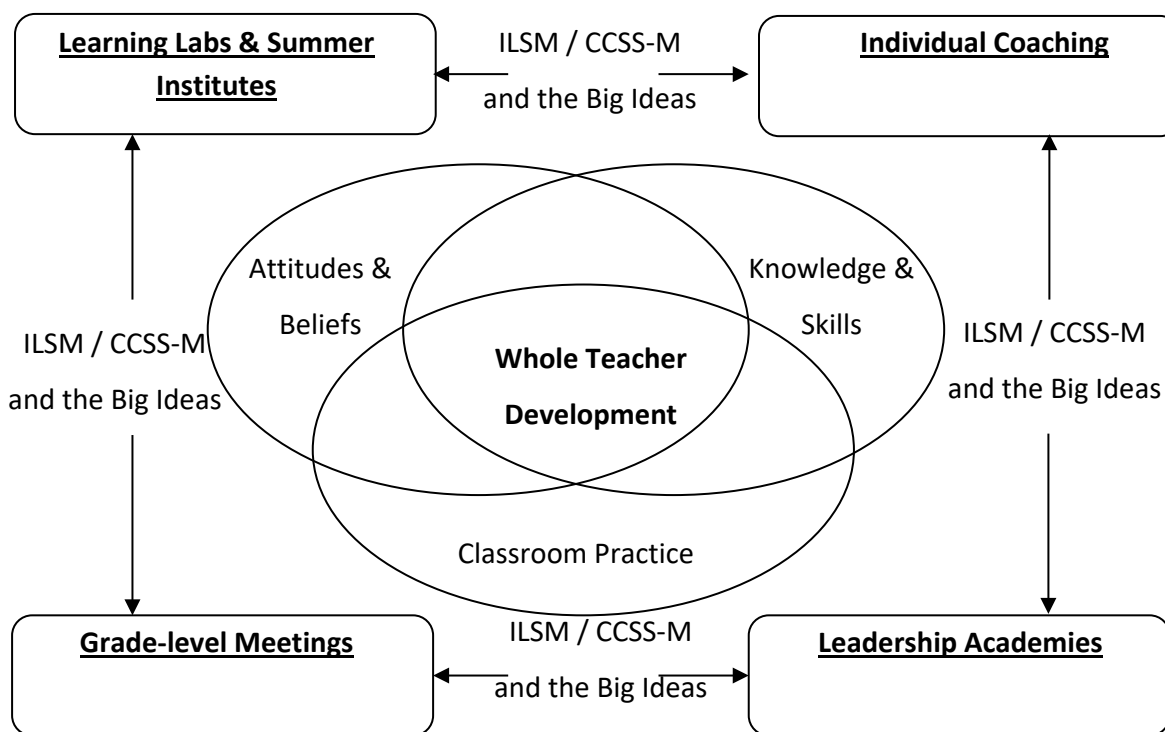 Learning Labs & Summer
Institutes
ILSM / CCSS-M
and the Big Ideas
Individual Coaching
Attitudes &
Beliefs
Knowledge &
Skills
ILSM / CCSS-M
and the Big Ideas
Whole Teacher
Development
ILSM / CCSS-M
and the Big Ideas
Classroom Practice
Grade-level Meetings
ILSM / CCSS-M
and the Big Ideas
Leadership Academies